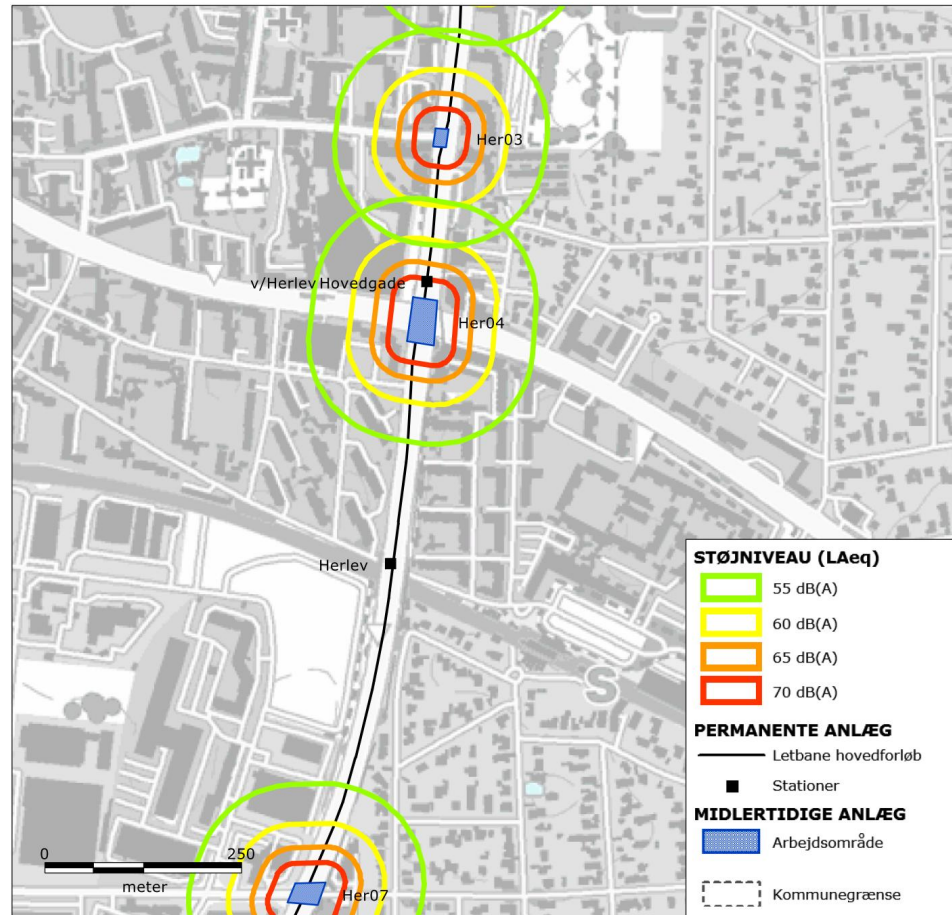 Her03
v/Herlev Hovedgade
Her04
Herlev
S
Her07
0 250
meter
STØJNIVEAU (LAeq)
55 dB(A)
60 dB(A)
65 dB(A)
70 dB(A)
PERMANENTE ANLÆG
Letbane hovedforløb
Stationer
MIDLERTIDIGE ANLÆG
Arbejdsområde
Kommunegrænse